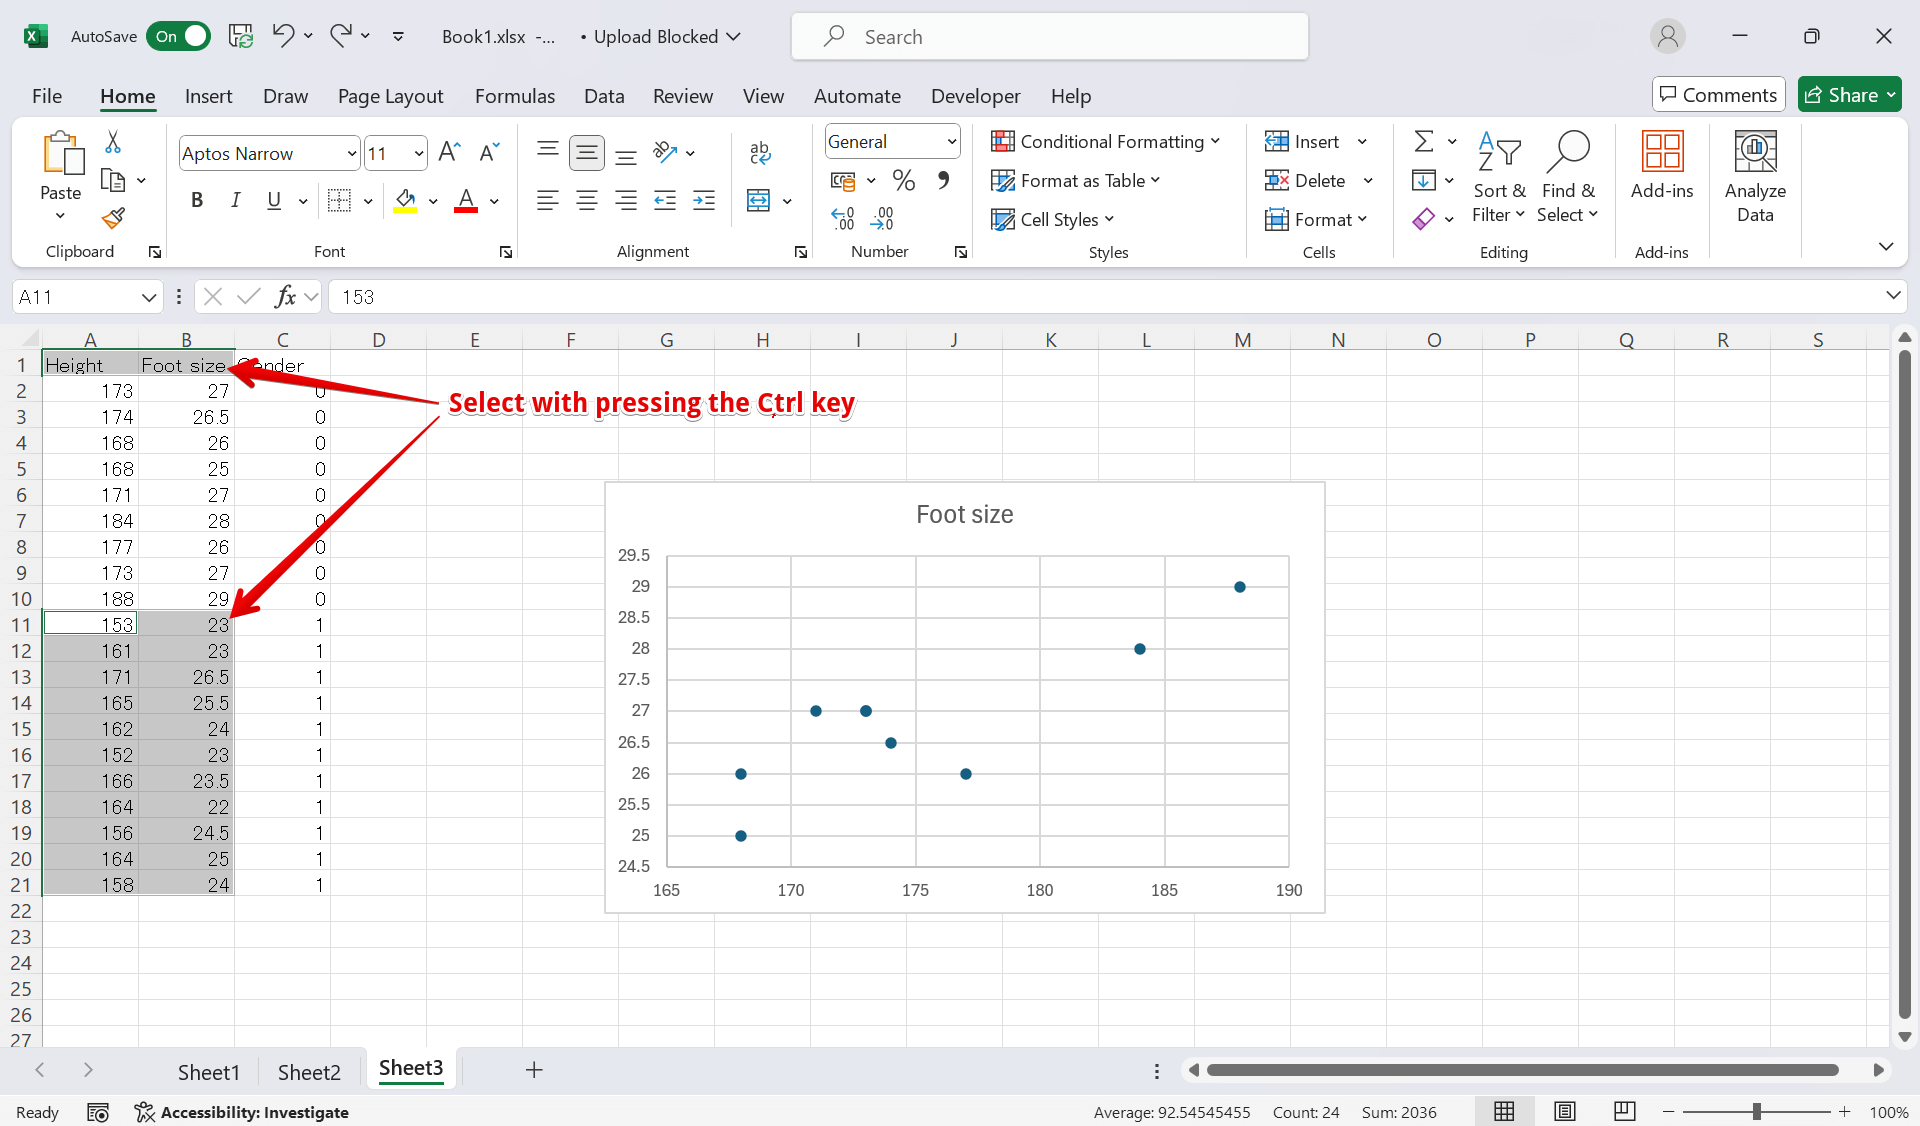 AutoSave On Book1.xlsx -... • Upload Blocked Search
File Home Insert Draw Page Layout Formulas Data Review View Automate Developer Help Comments Share
Paste
Clipboard
Aptos Narrow 11
B I U A
Font
ab
Alignment
General
% 
Number
Conditional Formatting
Format as Table
Cell Styles
Styles
Insert
Delete
Format
Cells
Sort & Filter
Find & Select
Editing
Add-ins
Add-ins
Analyze Data
A11 fx 153
A B C D E F G H I J K L M N O P Q R S
1 Height Foot size Gender
2 173 27 0
3 174 26.5 0
4 168 26 0
5 168 25 0
6 171 27 0
7 184 28 0
8 177 26 0
9 173 27 0
10 188 29 0
11 153 23 1
12 161 23 1
13 171 26.5 1
14 165 25.5 1
15 162 24 1
16 152 23 1
17 166 23.5 1
18 164 22 1
19 156 24.5 1
20 164 25 1
21 158 24 1
22
23
24
25
26
27
Select with pressing the Ctrl key
Foot size
29.5
29
28.5
28
27.5
27
26.5
26
25.5
25
24.5
165 170 175 180 185 190
Sheet1 Sheet2 Sheet3
Ready Accessibility: Investigate Average: 92.54545455 Count: 24 Sum: 2036 100%